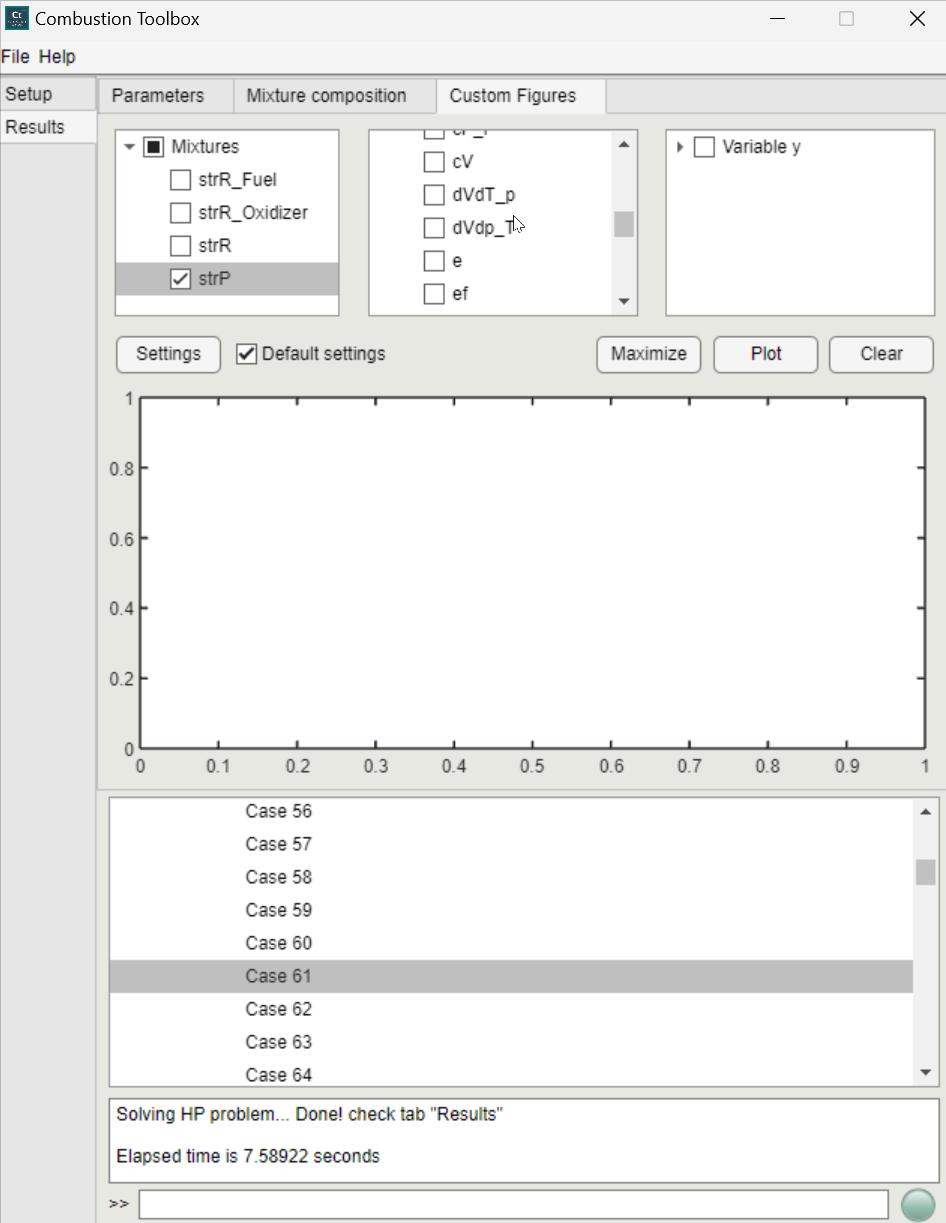 Ct Combustion Toolbox
File Help
Setup
Results
Parameters Mixture composition Custom Figures
Mixtures
strR_Fuel
strR_Oxidizer
strR
strP
cV
dVdT_p
dVdp_T
e
ef
Variable y
Settings Default settings Maximize Plot Clear
1
0.8
0.6
0.4
0.2
0
0 0.1 0.2 0.3 0.4 0.5 0.6 0.7 0.8 0.9 1
Case 56
Case 57
Case 58
Case 59
Case 60
Case 61
Case 62
Case 63
Case 64
Solving HP problem... Done! check tab "Results"
Elapsed time is 7.58922 seconds
>>